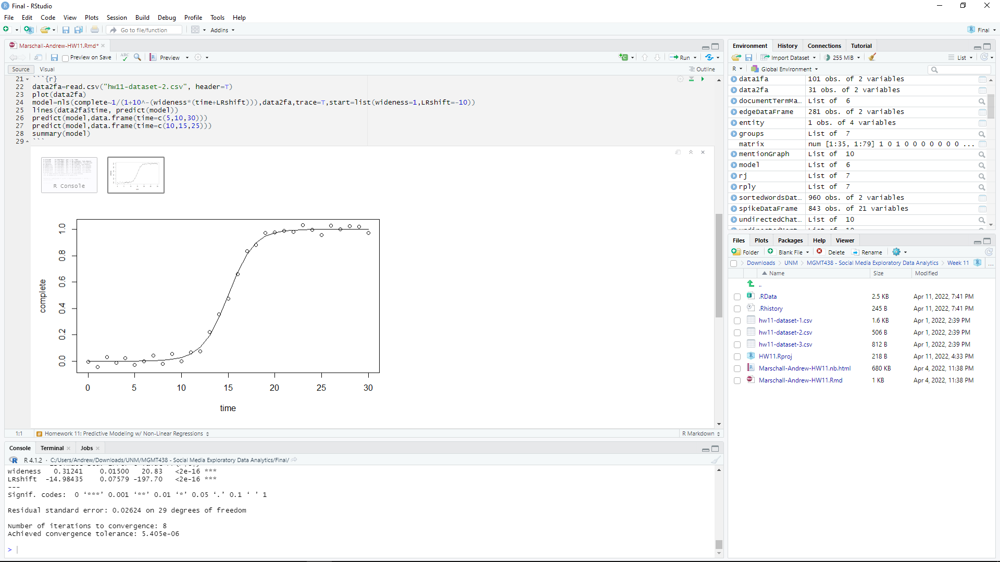 Final - RStudio
File Edit Code View Plots Session Build Debug Profile Tools Help
Go to file/function Addins Final
Marschall-Andrew-HW11.Rmd*
Preview on Save ABC Preview Run
Source Visual Outline
21 ```{r}
22 data2fa=read.csv("hw11-dataset-2.csv", header=T)
23 plot(data2fa)
24 model=nls(complete~1/(1+10^-(wideness*(time+LRshift))),data2fa,trace=T,start=list(wideness=1,LRshift=-10))
25 lines(data2fa$time, predict(model))
26 predict(model,data.frame(time=c(5,10,30)))
27 predict(model,data.frame(time=c(10,15,25)))
28 summary(model)
29 ```
R Console
complete
1.0
0.8
0.6
0.4
0.2
0.0
0 5 10 15 20 25 30
time
1:1 # Homework 11: Predictive Modeling w/ Non-Linear Regressions R Markdown
Console Terminal Jobs
R 4.1.2 · C:/Users/Andrew/Downloads/UNM/MGMT438 - Social Media Exploratory Data Analytics/Final/
wideness 0.31241 0.01500 20.83 <2e-16 ***
LRshift -14.98435 0.07579 -197.70 <2e-16 ***
---
Signif. codes: 0 ‘***’ 0.001 ‘**’ 0.01 ‘*’ 0.05 ‘.’ 0.1 ‘ ’ 1
Residual standard error: 0.02624 on 29 degrees of freedom
Number of iterations to convergence: 8
Achieved convergence tolerance: 5.405e-06
>
Environment History Connections Tutorial
Import Dataset 255 MiB List
R Global Environment
data1fa 101 obs. of 2 variables
data2fa 31 obs. of 2 variables
documentTermMa... List of 6
edgeDataFrame 281 obs. of 2 variables
entity 1 obs. of 4 variables
groups List of 7
matrix num [1:35, 1:79] 1 0 1 0 0 0 0 0 0 0 ...
mentionGraph List of 10
model List of 6
rj List of 7
rply List of 7
sortedWordsDat... 960 obs. of 2 variables
spikeDataFrame 843 obs. of 21 variables
undirectedChat... List of 10
Files Plots Packages Help Viewer
Folder Blank File Delete Rename
Downloads UNM MGMT438 - Social Media Exploratory Data Analytics Week 11 ...
Name Size Modified
..
.RData 2.5 KB Apr 11, 2022, 7:41 PM
.Rhistory 245 B Apr 11, 2022, 7:41 PM
hw11-dataset-1.csv 1.6 KB Apr 1, 2022, 2:39 PM
hw11-dataset-2.csv 506 B Apr 1, 2022, 2:39 PM
hw11-dataset-3.csv 812 B Apr 1, 2022, 2:39 PM
HW11.Rproj 218 B Apr 11, 2022, 4:33 PM
Marschall-Andrew-HW11.nb.html 680 KB Apr 4, 2022, 11:38 PM
Marschall-Andrew-HW11.Rmd 1 KB Apr 4, 2022, 11:38 PM